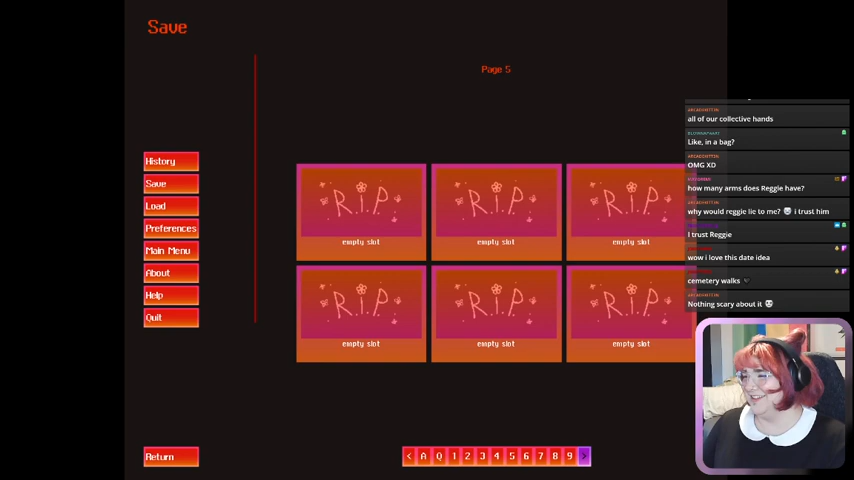 Save
Page 5
History
Save
Load
Preferences
Main Menu
About
Help
Quit
Return
R.I.P
empty slot
R.I.P
empty slot
R.I.P
empty slot
R.I.P
empty slot
R.I.P
empty slot
R.I.P
empty slot
< A Q 1 2 3 4 5 6 7 8 9 >
all of our collective hands
Like, in a bag?
OMG XD
how many arms does Reggie have?
why would reggie lie to me? i trust him
I trust Reggie
wow i love this date idea
cemetery walks
Nothing scary about it